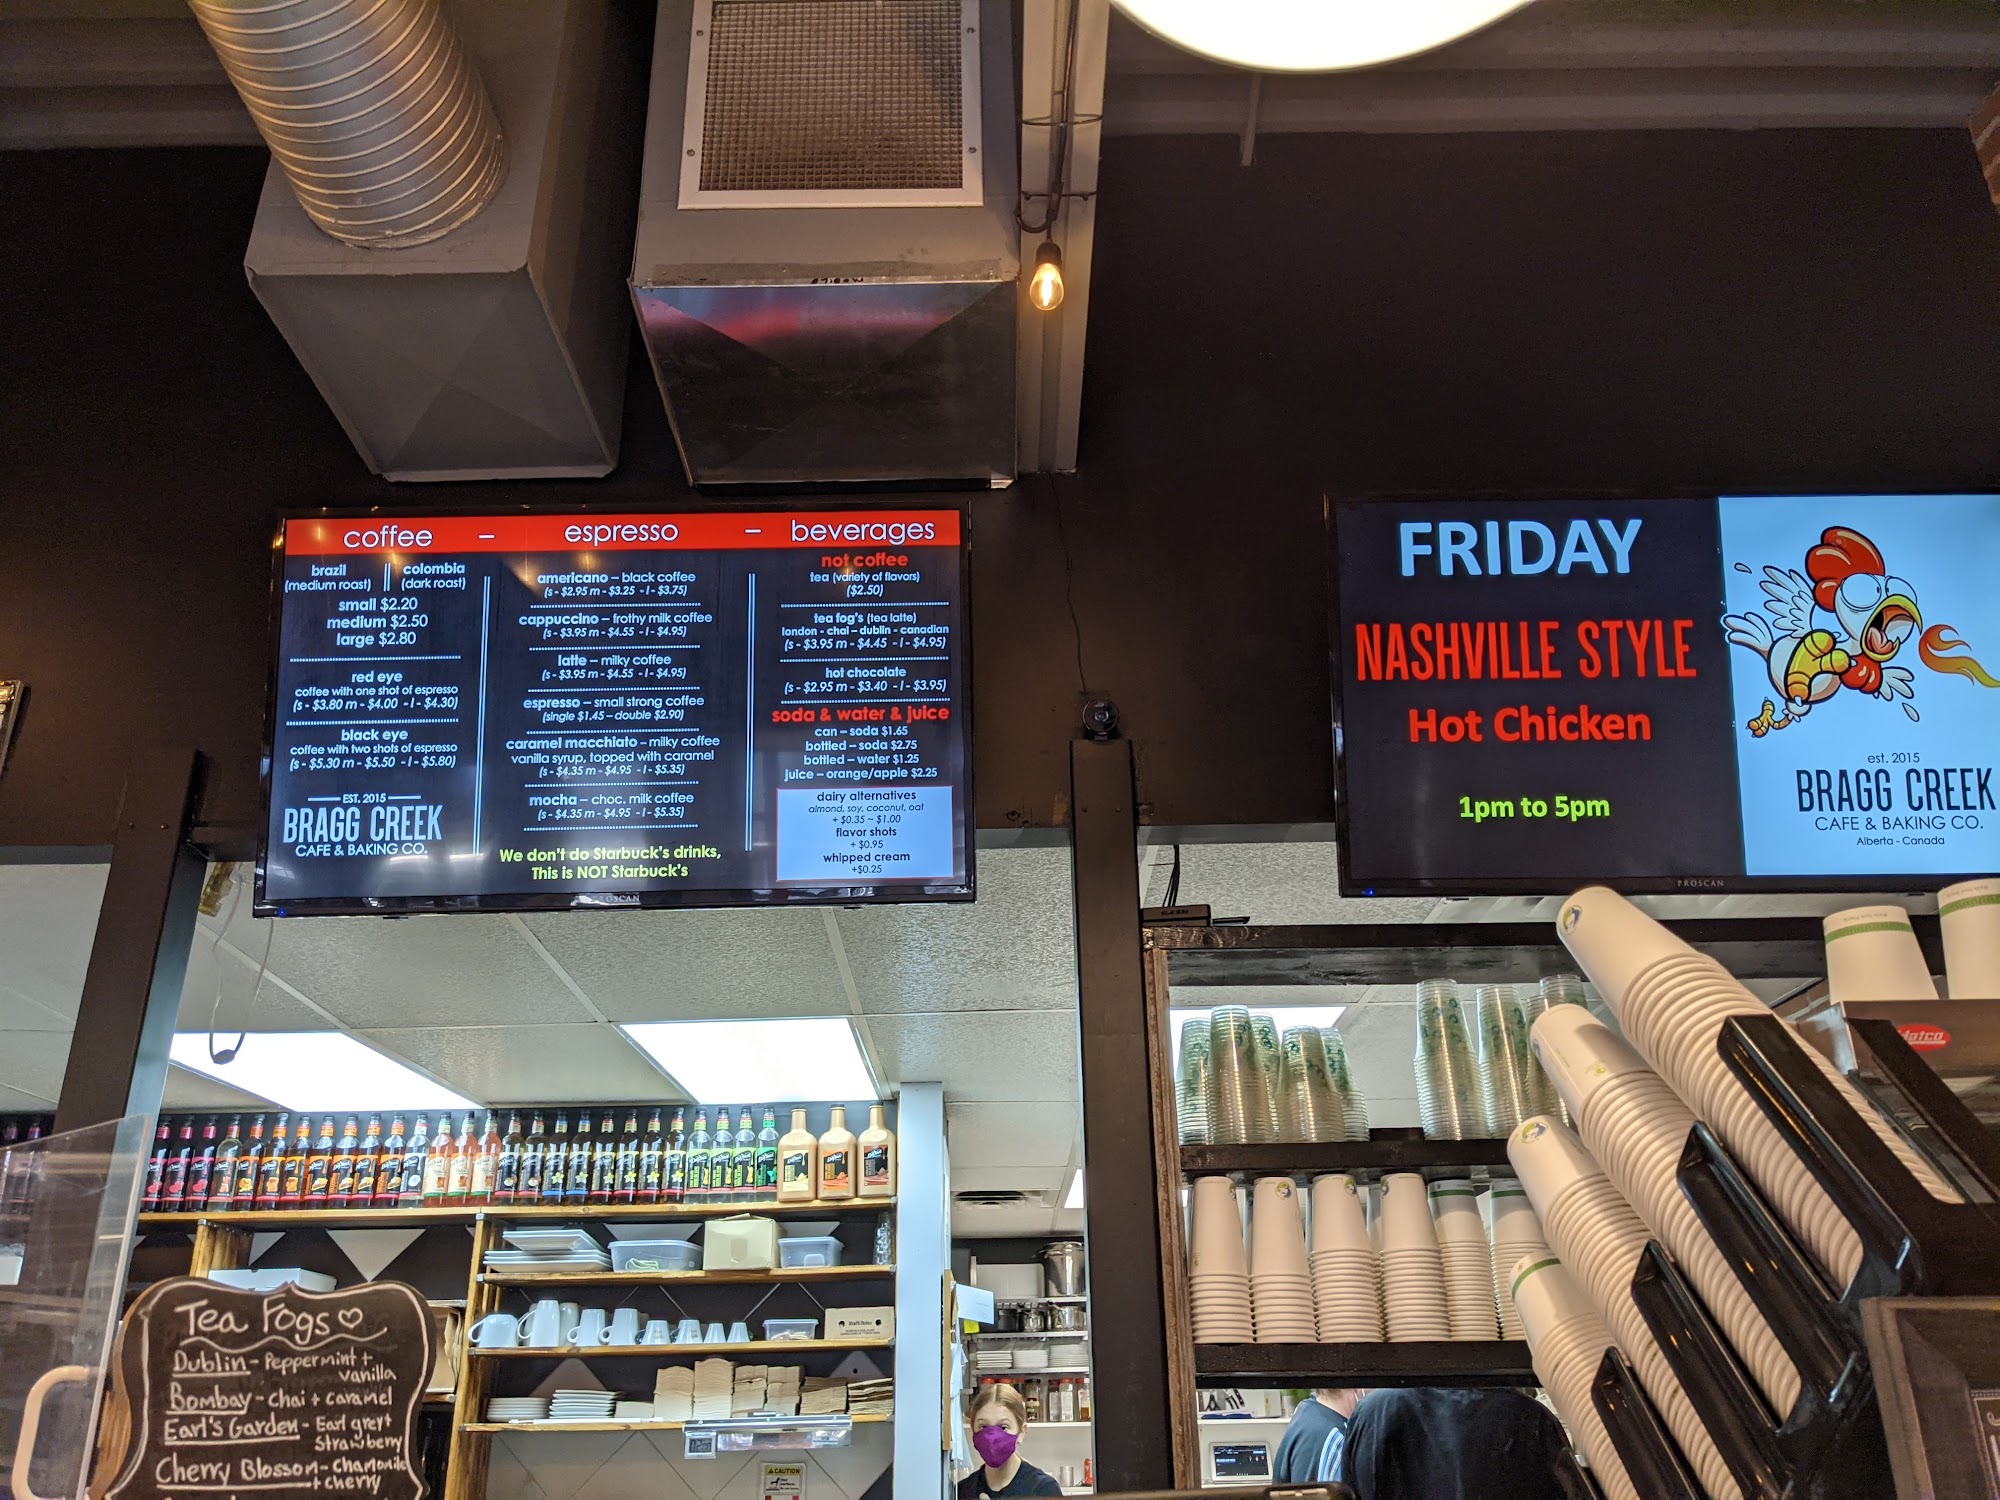 coffee – espresso – beverages
brazil
(medium roast)
colombia
(dark roast)
small $2.20
medium $2.50
large $2.80
red eye
coffee with one shot of espresso
(s - $3.80 m - $4.00 - l - $4.30)
black eye
coffee with two shots of espresso
(s - $5.30 m - $5.50 - l - $5.80)
EST. 2015
BRAGG CREEK
CAFE & BAKING CO.
americano – black coffee
(s - $2.95 m - $3.25 - l - $3.75)
cappuccino – frothy milk coffee
(s - $3.95 m - $4.55 - l - $4.95)
latte – milky coffee
(s - $3.95 m - $4.55 - l - $4.95)
espresso – small strong coffee
(single $1.45 – double $2.90)
caramel macchiato – milky coffee
vanilla syrup, topped with caramel
(s - $4.35 m - $4.95 - l - $5.35)
mocha – choc. milk coffee
(s - $4.35 m - $4.95 - l - $5.35)
We don't do Starbuck's drinks,
This is NOT Starbuck's
not coffee
tea (variety of flavors)
($2.50)
tea fog's (tea latte)
london - chai – dublin - canadian
(s - $3.95 m - $4.45 - l - $4.95)
hot chocolate
(s - $2.95 m - $3.40 - l - $3.95)
soda & water & juice
can – soda $1.65
bottled – soda $2.75
bottled – water $1.25
juice – orange/apple $2.25
dairy alternatives
almond, soy, coconut, oat
+ $0.35 ~ $1.00
flavor shots
+ $0.95
whipped cream
+$0.25
PROSCAN
FRIDAY
NASHVILLE STYLE
Hot Chicken
1pm to 5pm
est. 2015
BRAGG CREEK
CAFE & BAKING CO.
Alberta - Canada
PROSCAN
Hatco
Tea Fogs
Dublin - Peppermint +
vanilla
Bombay - chai + caramel
Earl's Garden - Earl grey +
Strawberry
Cherry Blossom - chamomile
+ cherry
CAUTION